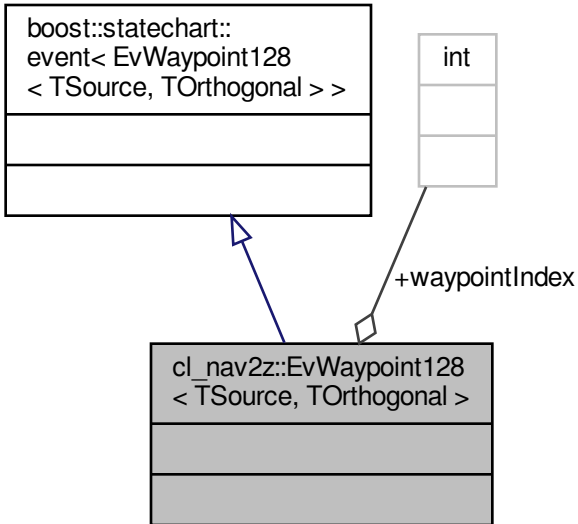 boost::statechart::
event< EvWaypoint128
< TSource, TOrthogonal > >
int
+waypointIndex
cl_nav2z::EvWaypoint128
< TSource, TOrthogonal >